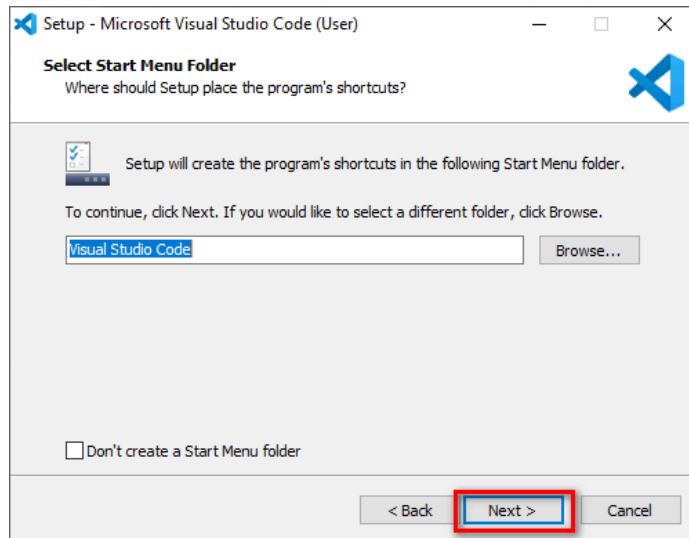 Setup - Microsoft Visual Studio Code (User)
Select Start Menu Folder
Where should Setup place the program's shortcuts?
Setup will create the program's shortcuts in the following Start Menu folder.
To continue, click Next. If you would like to select a different folder, click Browse.
Visual Studio Code
Browse...
Don't create a Start Menu folder
< Back
Next >
Cancel